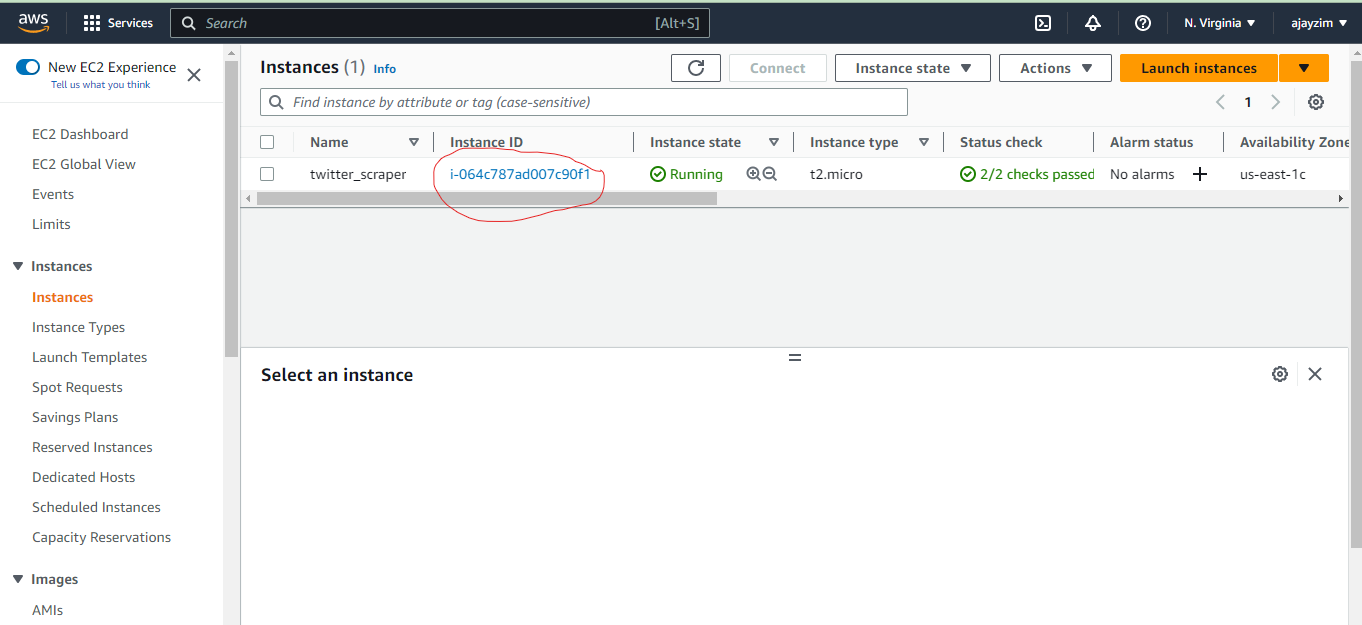 aws Services Search [Alt+S] N. Virginia ajayzim
New EC2 Experience
Tell us what you think
EC2 Dashboard
EC2 Global View
Events
Limits
Instances
Instances
Instance Types
Launch Templates
Spot Requests
Savings Plans
Reserved Instances
Dedicated Hosts
Scheduled Instances
Capacity Reservations
Images
AMIs
Instances (1) Info Connect Instance state Actions Launch instances
Find instance by attribute or tag (case-sensitive) 1
Name Instance ID Instance state Instance type Status check Alarm status Availability Zone
twitter_scraper i-064c787ad007c90f1 Running t2.micro 2/2 checks passed No alarms + us-east-1c
Select an instance